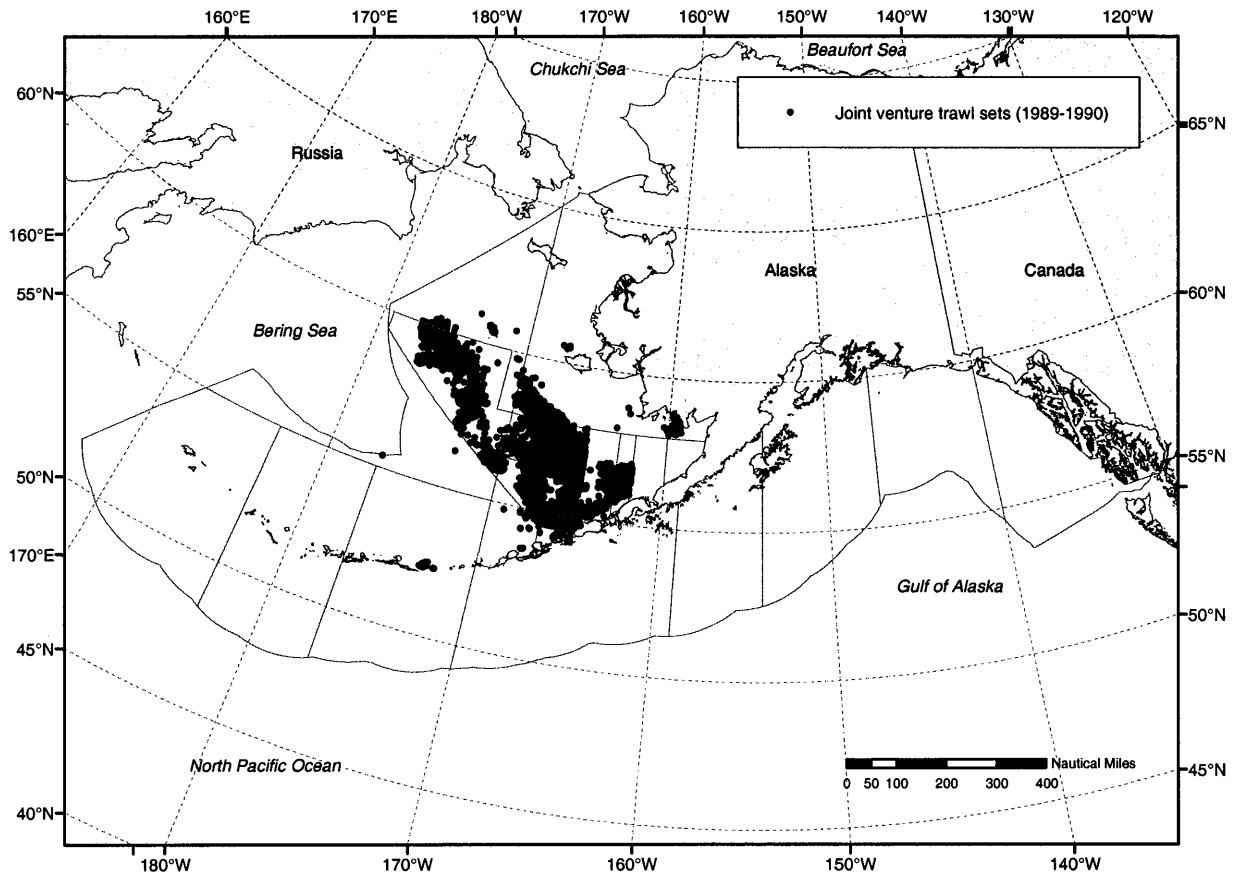 160°E 170°E 180°W 170°W 160°W 150°W 140°W 130°W 120°W
Beaufort Sea
Chukchi Sea
60°N
Joint venture trawl sets (1989-1990)
65°N
Russia
160°E
Alaska
Canada
55°N
60°N
Bering Sea
55°N
50°N
170°E
Gulf of Alaska
50°N
45°N
North Pacific Ocean
Nautical Miles
45°N
0 50 100 200 300 400
40°N
180°W 170°W 160°W 150°W 140°W